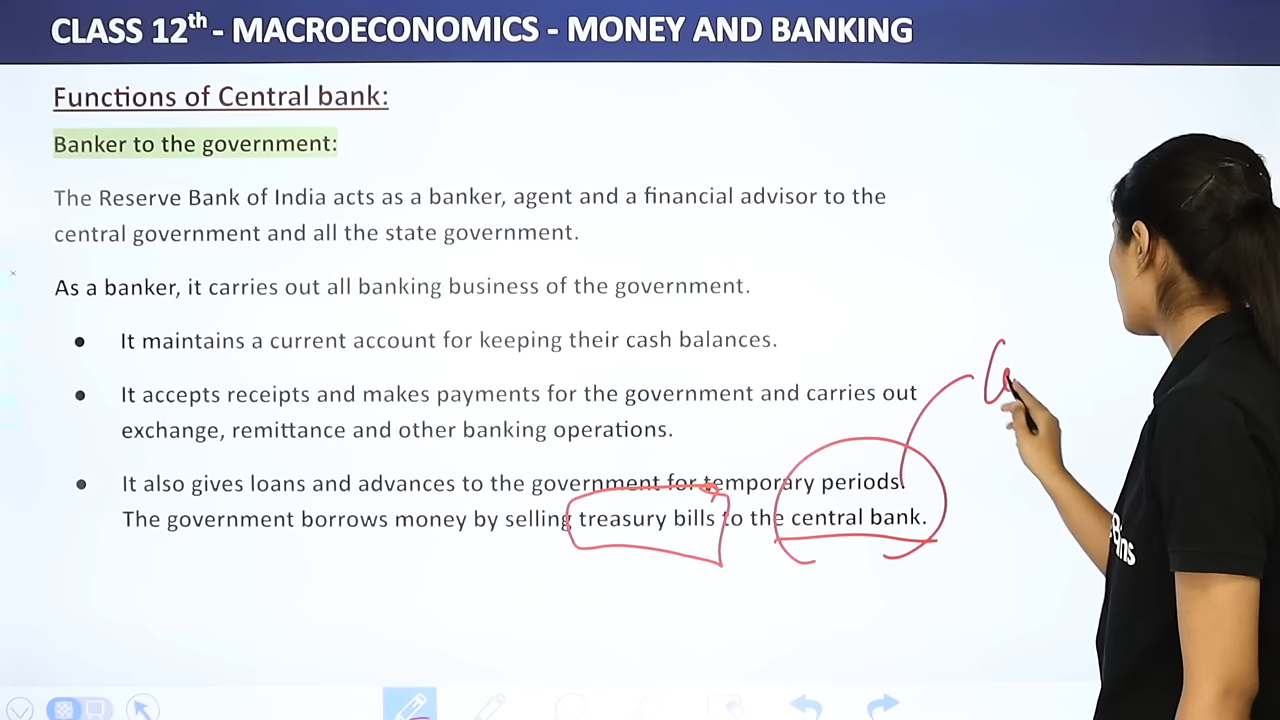 CLASS 12th - MACROECONOMICS - MONEY AND BANKING
Functions of Central bank:
Banker to the government:
The Reserve Bank of India acts as a banker, agent and a financial advisor to the
central government and all the state government.
As a banker, it carries out all banking business of the government.
● It maintains a current account for keeping their cash balances.
● It accepts receipts and makes payments for the government and carries out
exchange, remittance and other banking operations.
● It also gives loans and advances to the government for temporary periods.
The government borrows money by selling treasury bills to the central bank.